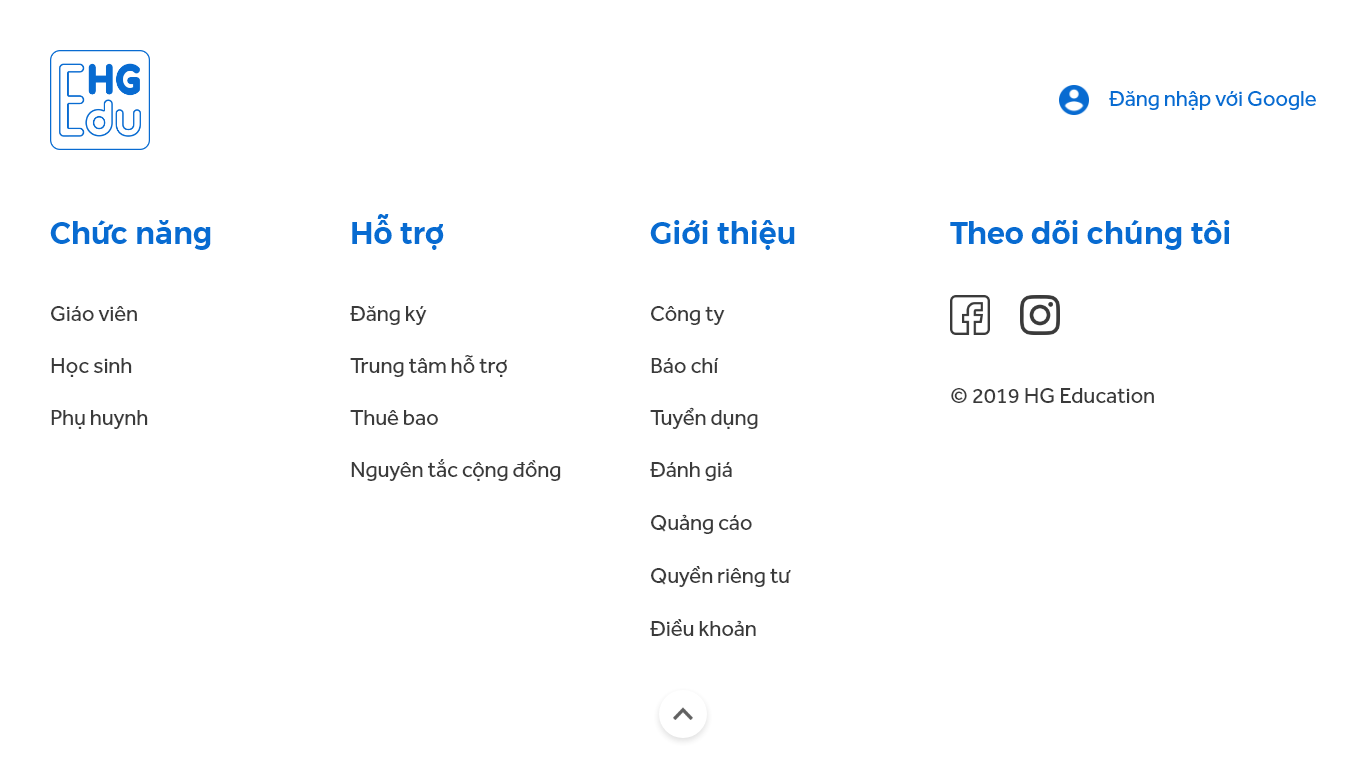 HG
Edu
Đăng nhập với Google
Chức năng
Giáo viên
Học sinh
Phụ huynh
Hỗ trợ
Đăng ký
Trung tâm hỗ trợ
Thuê bao
Nguyên tắc cộng đồng
Giới thiệu
Công ty
Báo chí
Tuyển dụng
Đánh giá
Quảng cáo
Quyền riêng tư
Điều khoản
Theo dõi chúng tôi
© 2019 HG Education